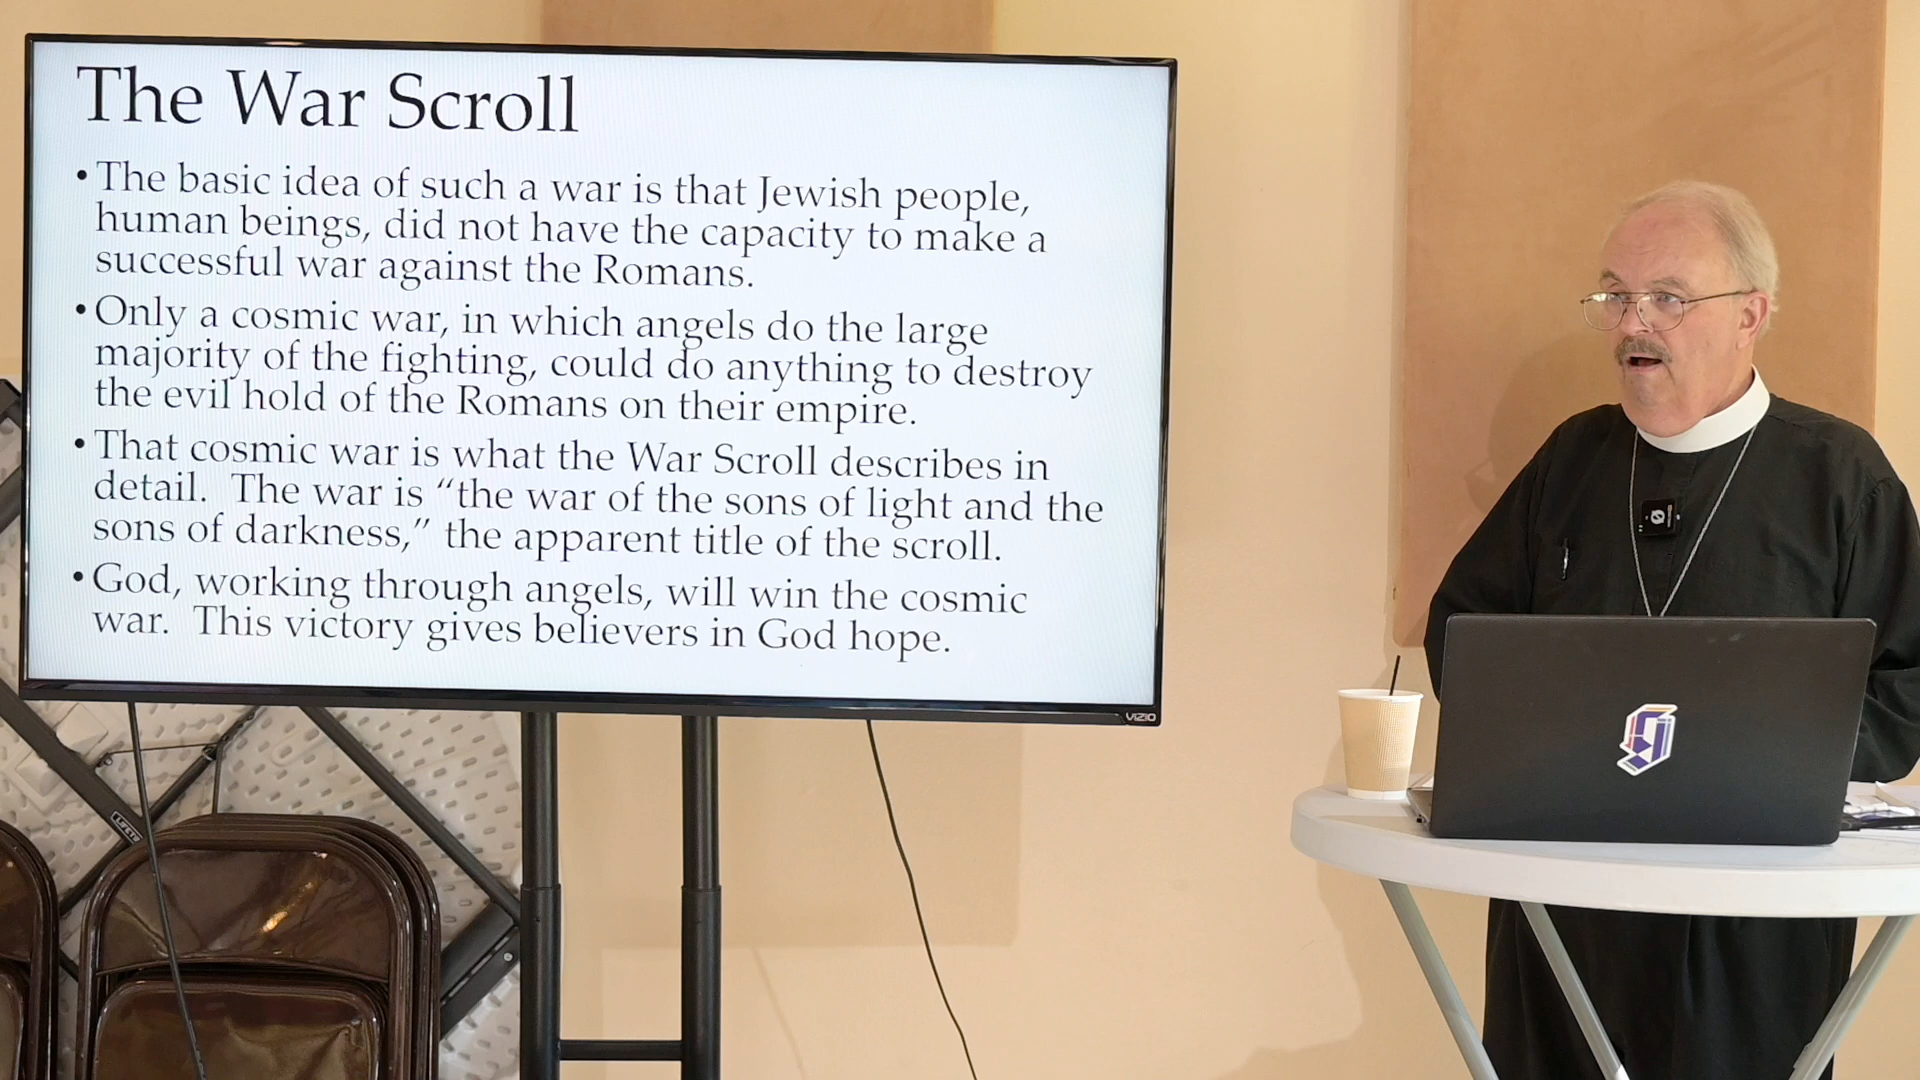 The War Scroll
• The basic idea of such a war is that Jewish people,
human beings, did not have the capacity to make a
successful war against the Romans.
• Only a cosmic war, in which angels do the large
majority of the fighting, could do anything to destroy
the evil hold of the Romans on their empire.
• That cosmic war is what the War Scroll describes in
detail.  The war is “the war of the sons of light and the
sons of darkness,” the apparent title of the scroll.
• God, working through angels, will win the cosmic
war.  This victory gives believers in God hope.
VIZIO